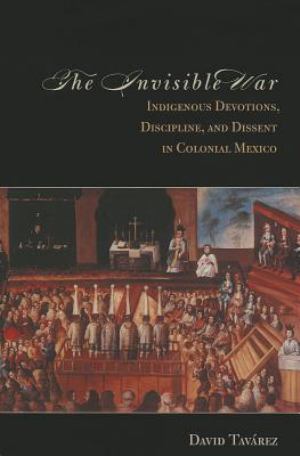 The Invisible War
Indigenous Devotions,
Discipline, and Dissent
in Colonial Mexico
David Tavárez